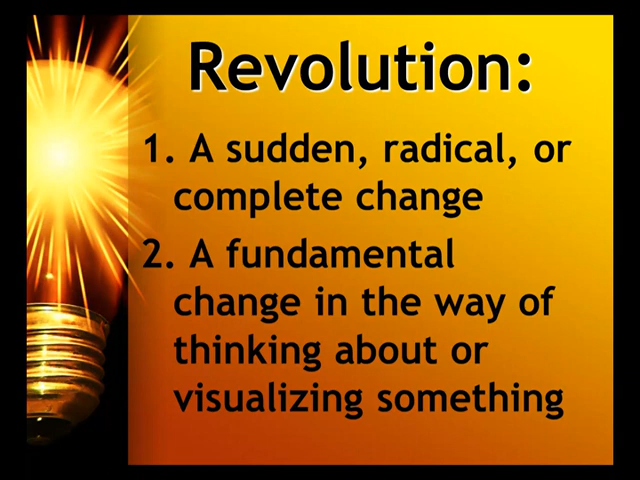 Revolution:
1. A sudden, radical, or
complete change
2. A fundamental
change in the way of
thinking about or
visualizing something